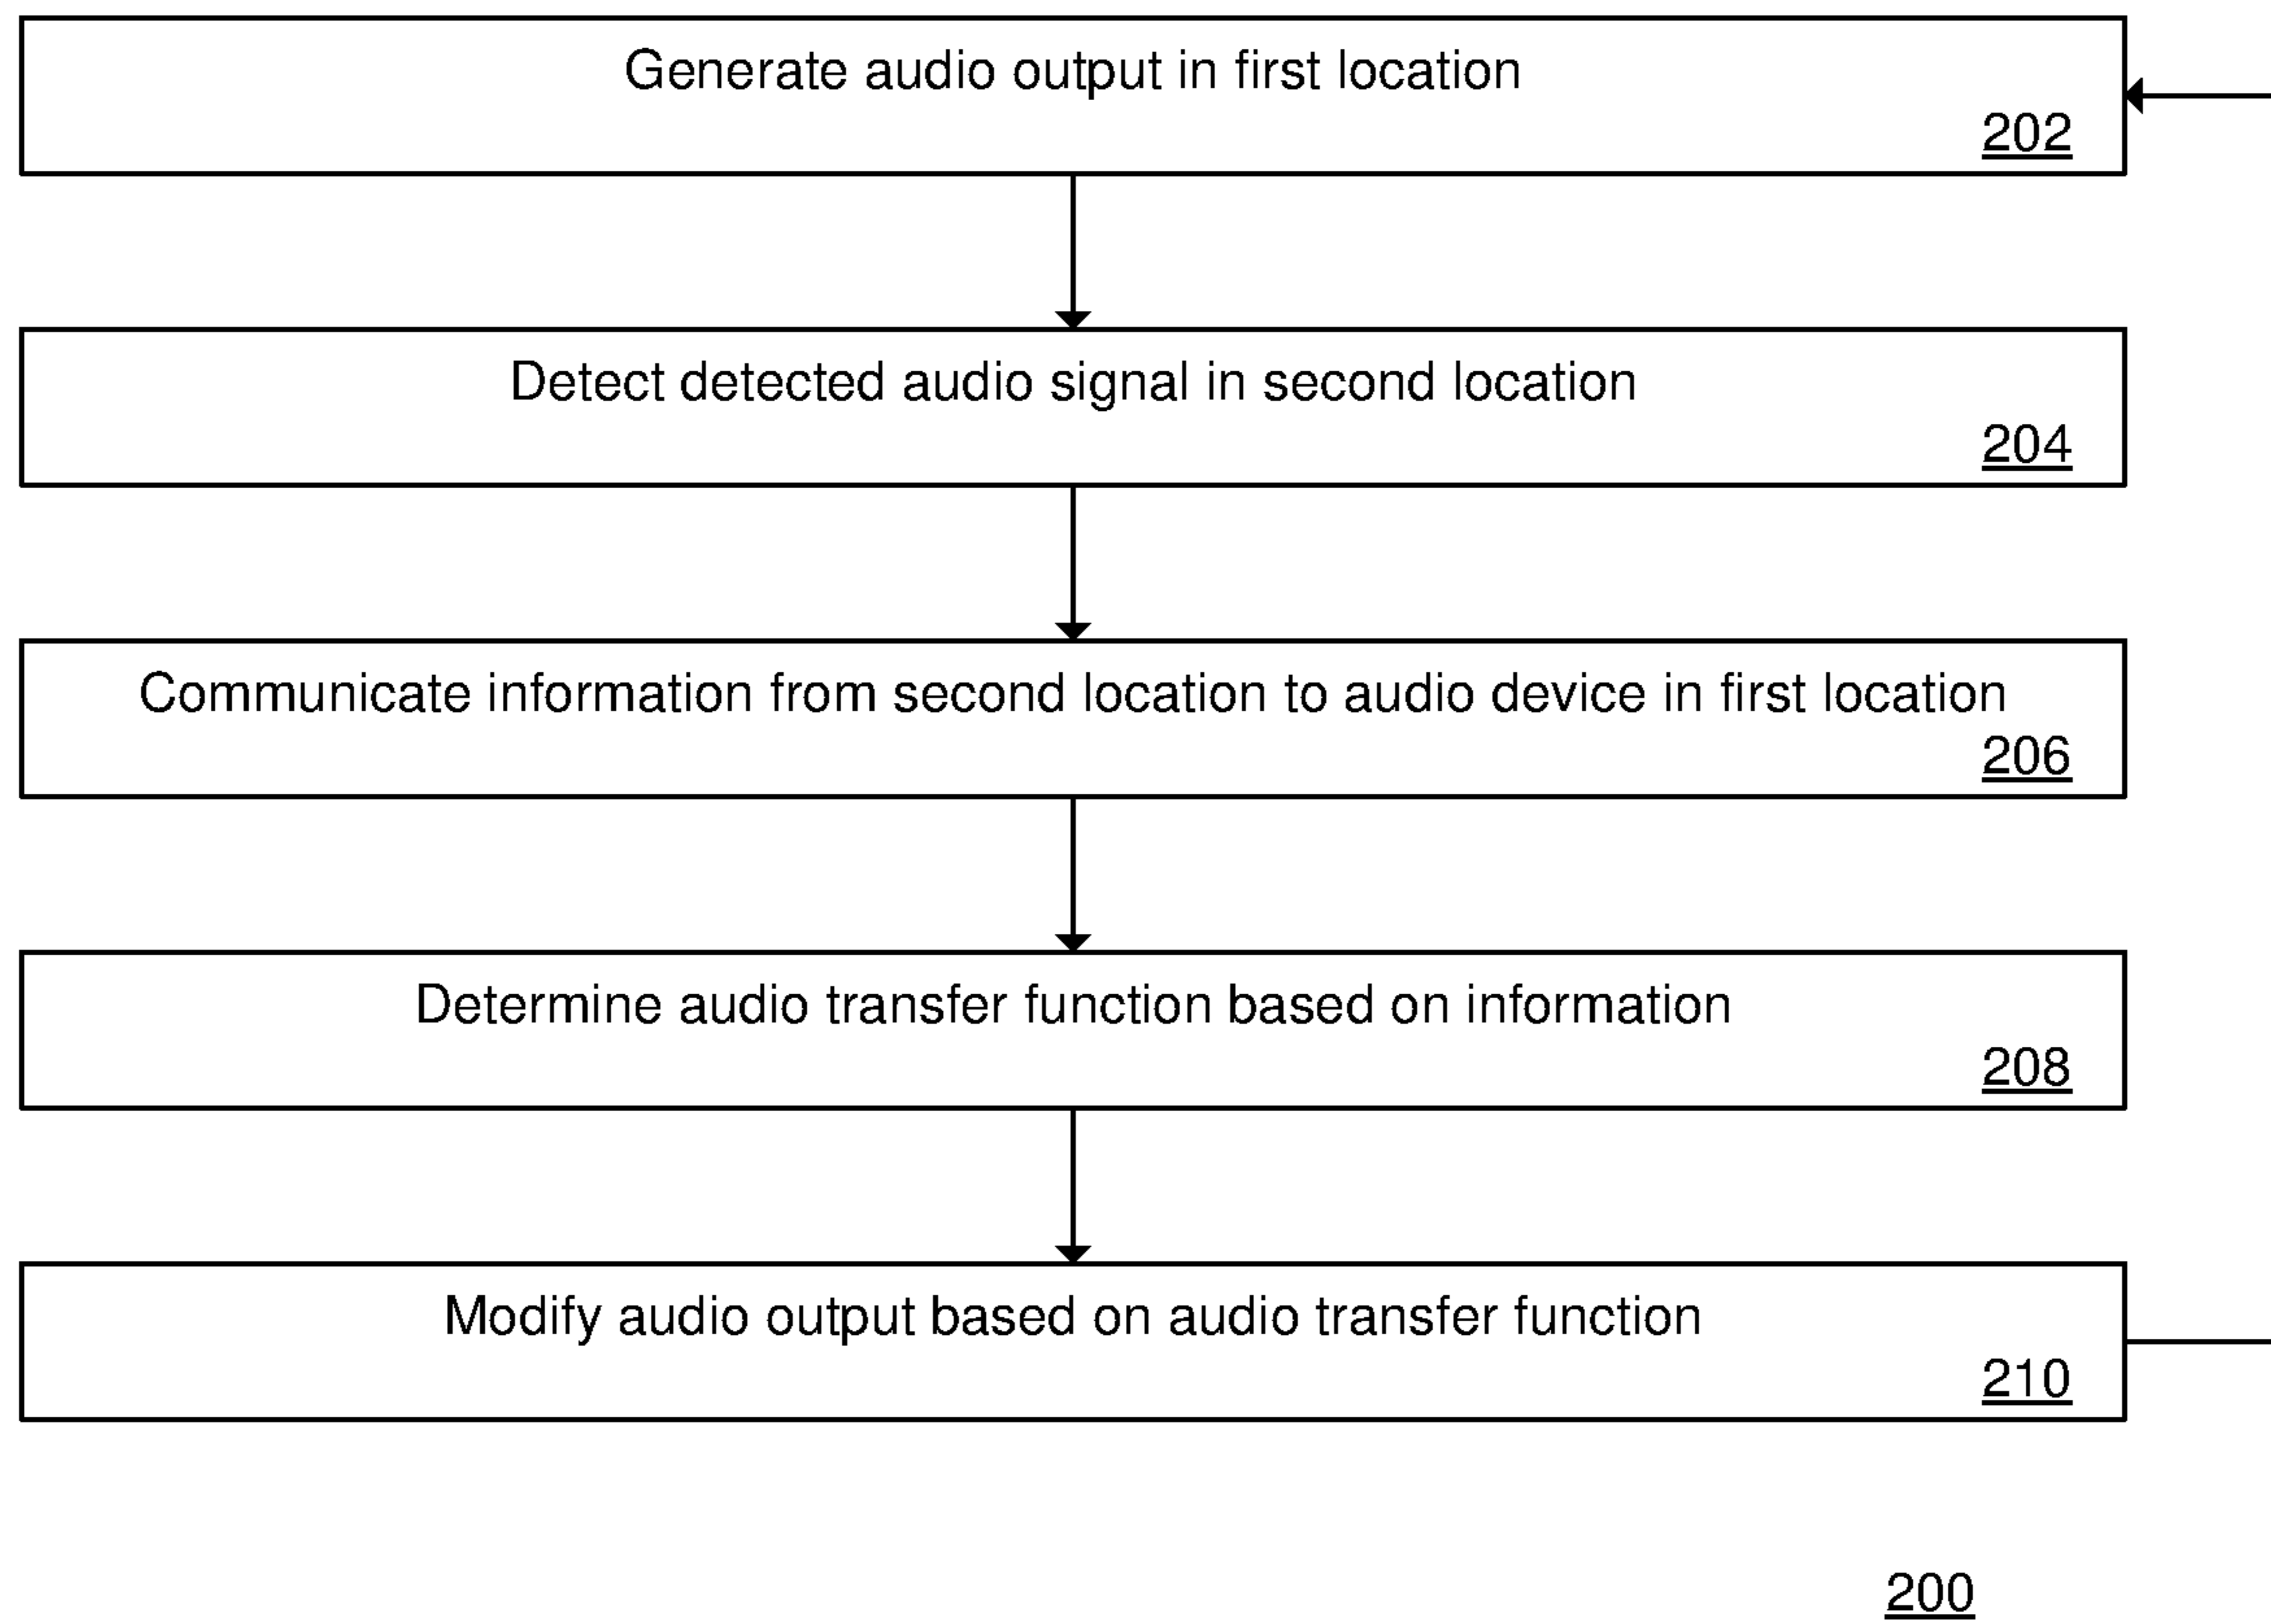 Generate audio output in first location
202
Detect detected audio signal in second location
204
Communicate information from second location to audio device in first location
206
Determine audio transfer function based on information
208
Modify audio output based on audio transfer function
210
200